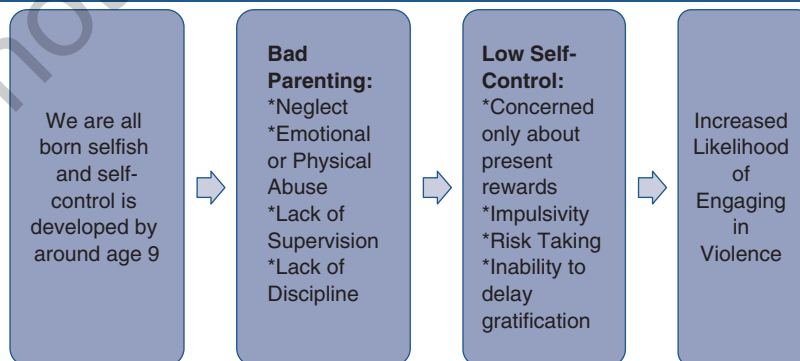 We are all
born selfish
and self-
control is
developed by
around age 9
Bad
Parenting:
*Neglect
*Emotional
or Physical
Abuse
*Lack of
Supervision
*Lack of
Discipline
Low Self-
Control:
*Concerned
only about
present
rewards
*Impulsivity
*Risk Taking
*Inability to
delay
gratification
Increased
Likelihood
of
Engaging
in
Violence